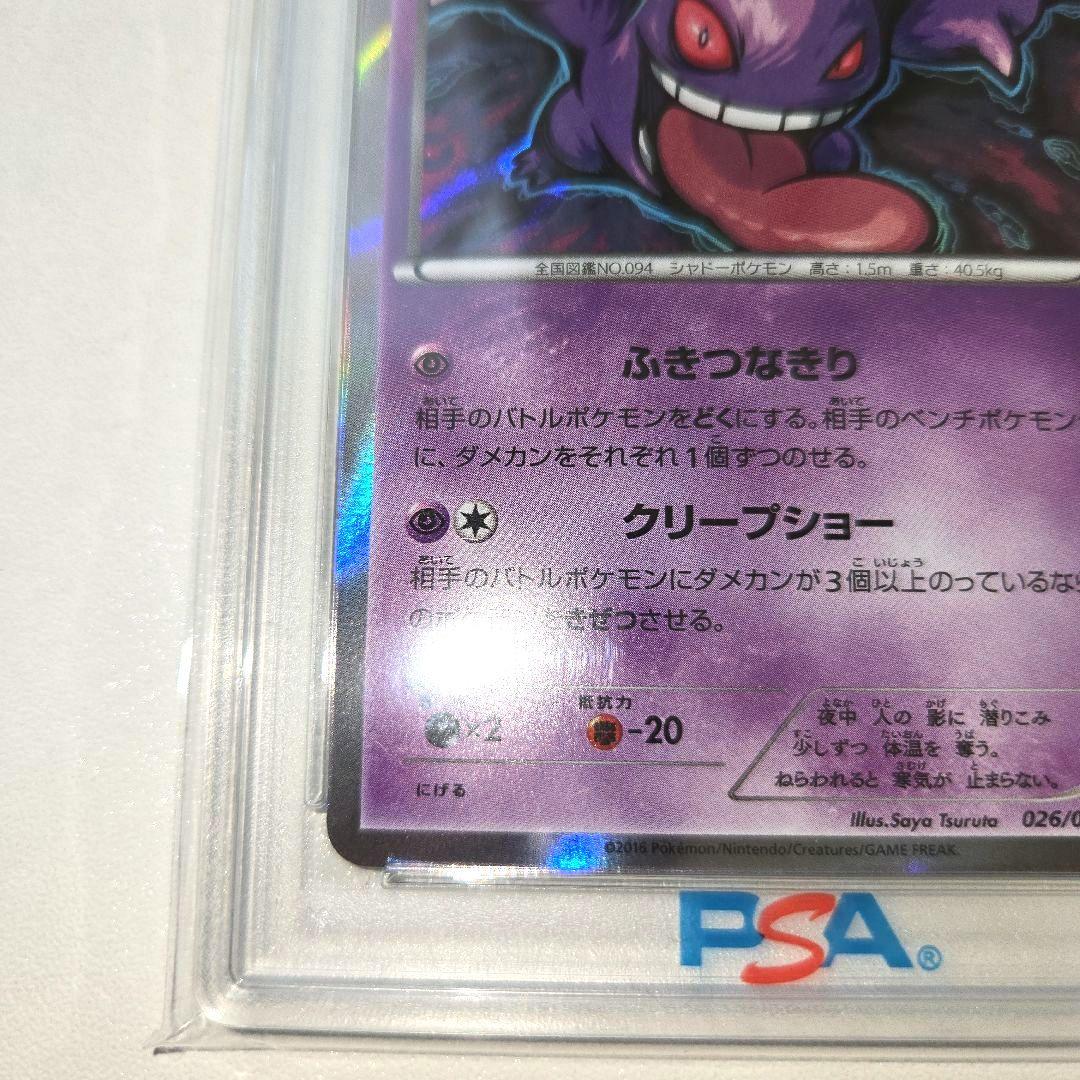 全国図鑑NO.094 シャドーポケモン 高さ：1.5m 重さ：40.5kg
ふきつなきり
相手のバトルポケモンをどくにする。相手のベンチポケモン
に、ダメカンをそれぞれ1個ずつのせる。
クリープショー
相手のバトルポケモンにダメカンが3個以上のっているなら
させる。
抵抗力
×2 -20
にげる
夜中 人の 影に 潜りこみ
少しずつ 体温を 奪う。
ねらわれると 寒気が 止まらない。
Illus.Saya Tsuruta 026/0
©2016 Pokémon/Nintendo/Creatures/GAME FREAK.
PSA®